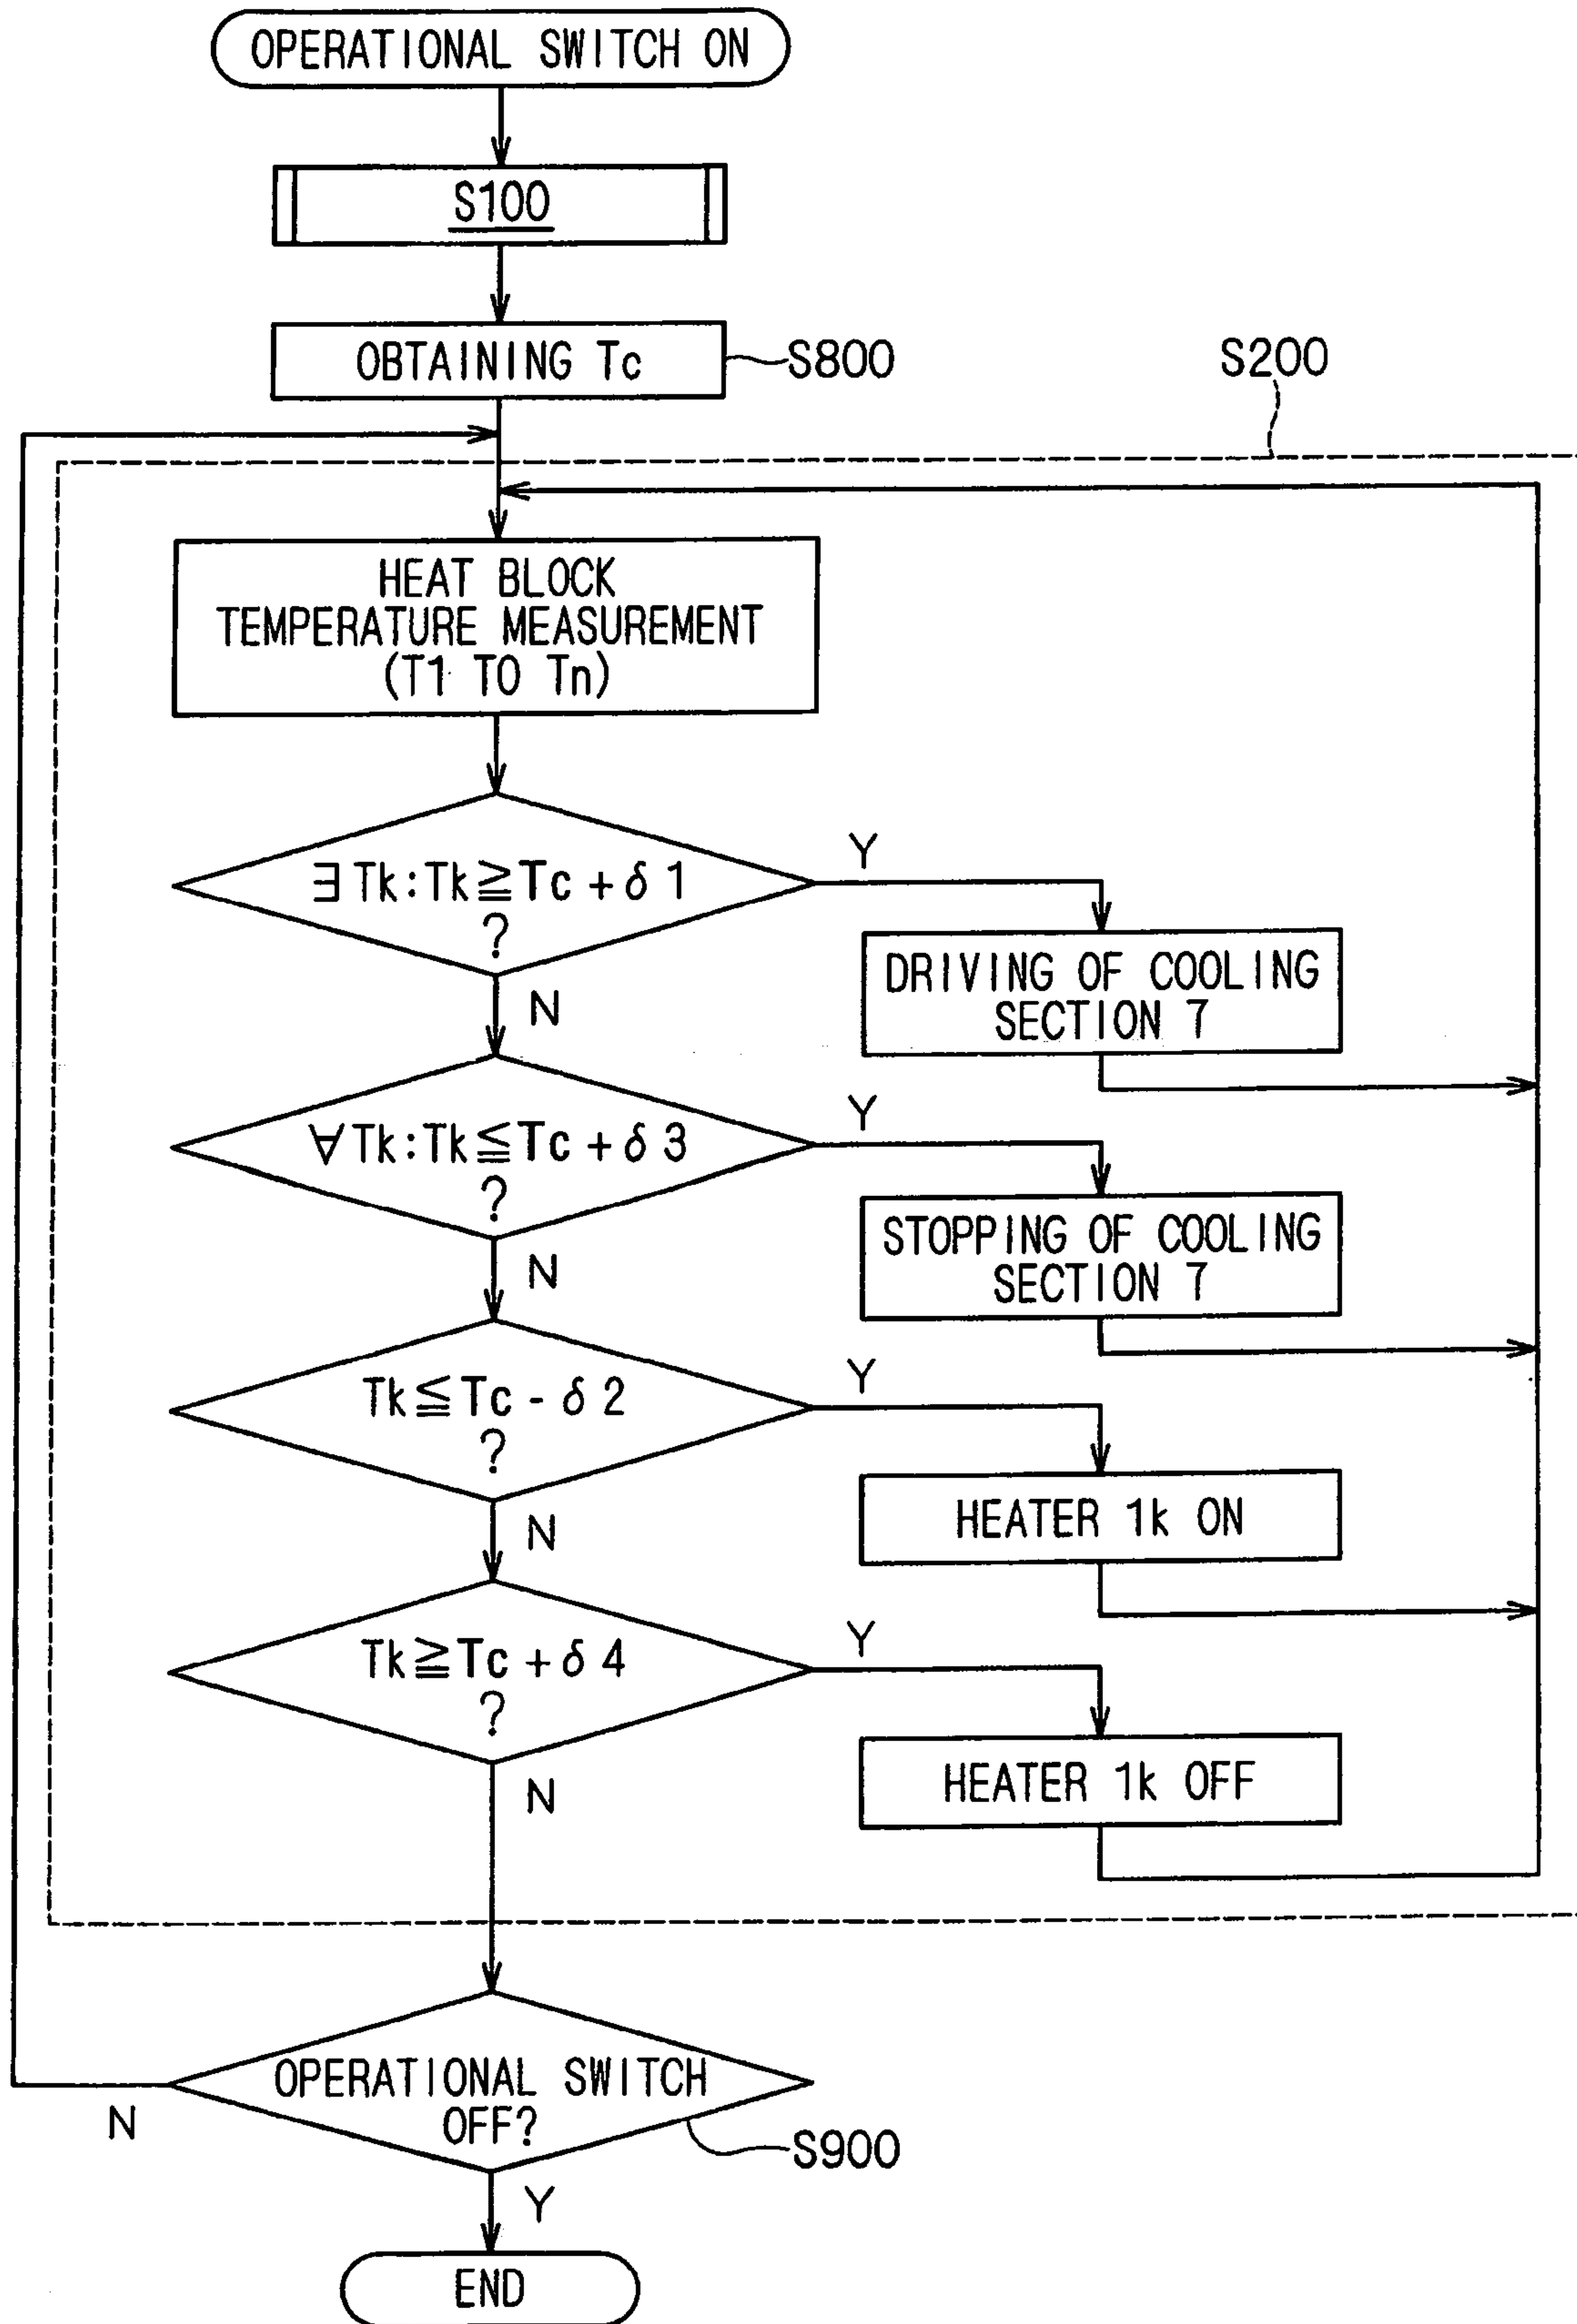 OPERATIONAL SWITCH ON
S100
OBTAINING Tc
S800
S200
HEAT BLOCK
TEMPERATURE MEASUREMENT
(T1 TO Tn)
∃Tk:Tk≧Tc+δ1
?
Y
DRIVING OF COOLING
SECTION 7
N
∀Tk:Tk≦Tc+δ3
?
Y
STOPPING OF COOLING
SECTION 7
N
Tk≦Tc-δ2
?
Y
HEATER 1k ON
N
Tk≧Tc+δ4
?
Y
HEATER 1k OFF
N
OPERATIONAL SWITCH
OFF?
N
S900
Y
END